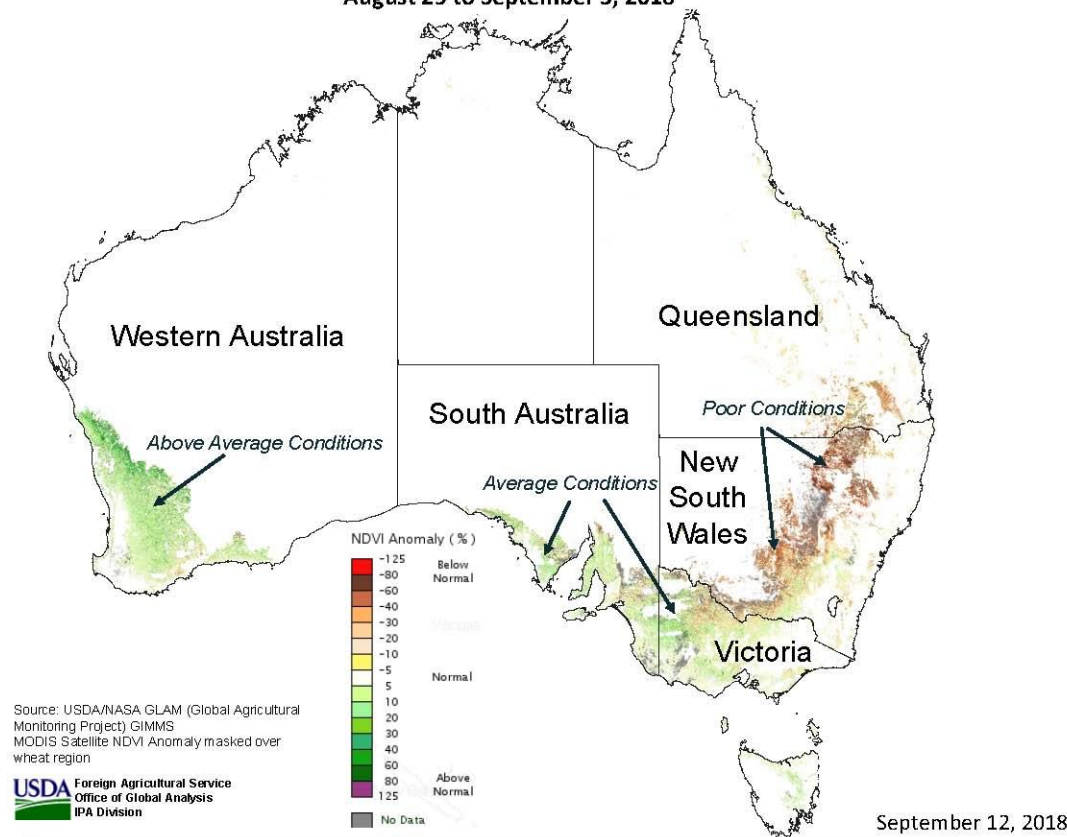 August 29 to September 5, 2018
Western Australia
Queensland
South Australia
Poor Conditions
Above Average Conditions
Average Conditions
New
South
Wales
Victoria
NDVI Anomaly (%)
-125
-80
-60
-40
-30
-20
-10
-5
5
10
20
30
40
60
80
125
Below
Normal
Normal
Above
Normal
No Data
Source: USDA/NASA GLAM (Global Agricultural
Monitoring Project) GIMMS
MODIS Satellite NDVI Anomaly masked over
wheat region
USDA
Foreign Agricultural Service
Office of Global Analysis
IPA Division
September 12, 2018